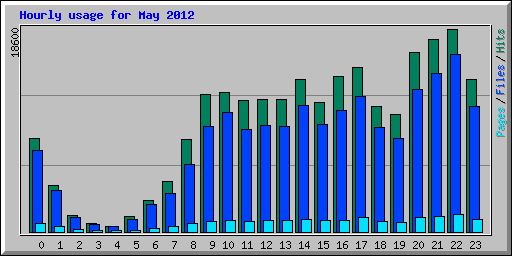 Hourly usage for May 2012
18600
Pages/Files/Hits
0 1 2 3 4 5 6 7 8 9 10 11 12 13 14 15 16 17 18 19 20 21 22 23